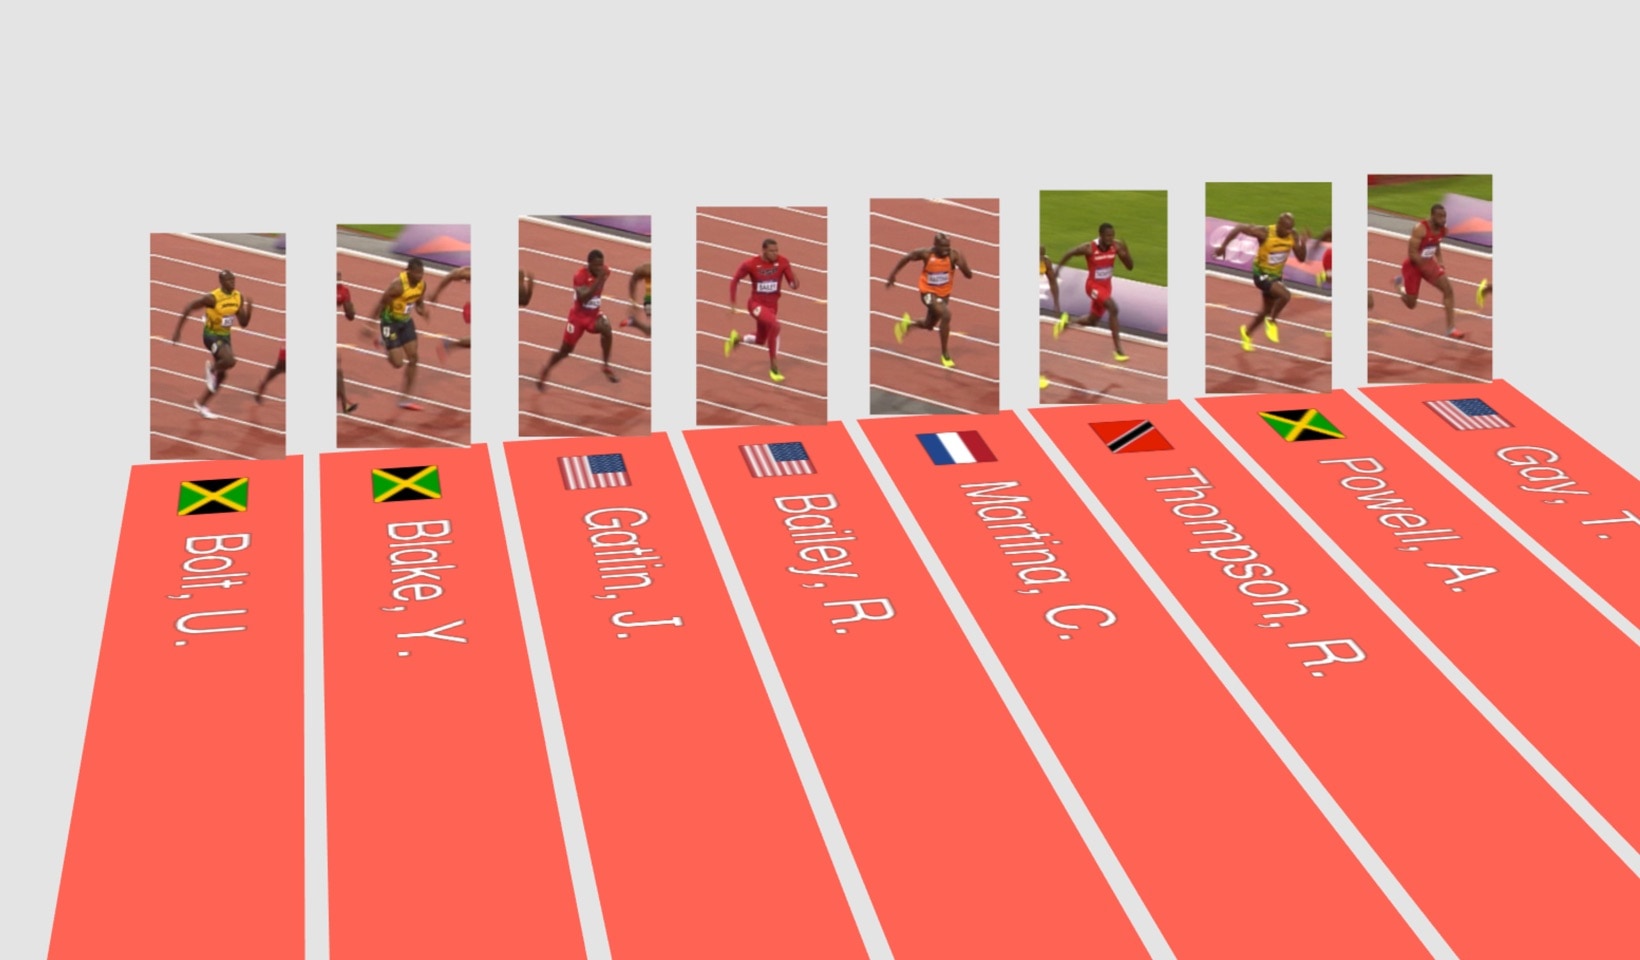 Bolt, U.
Blake, Y.
Gatlin, J.
Bailey, R.
Martina, C.
Thompson, R.
Powell, A.
Gay, T.